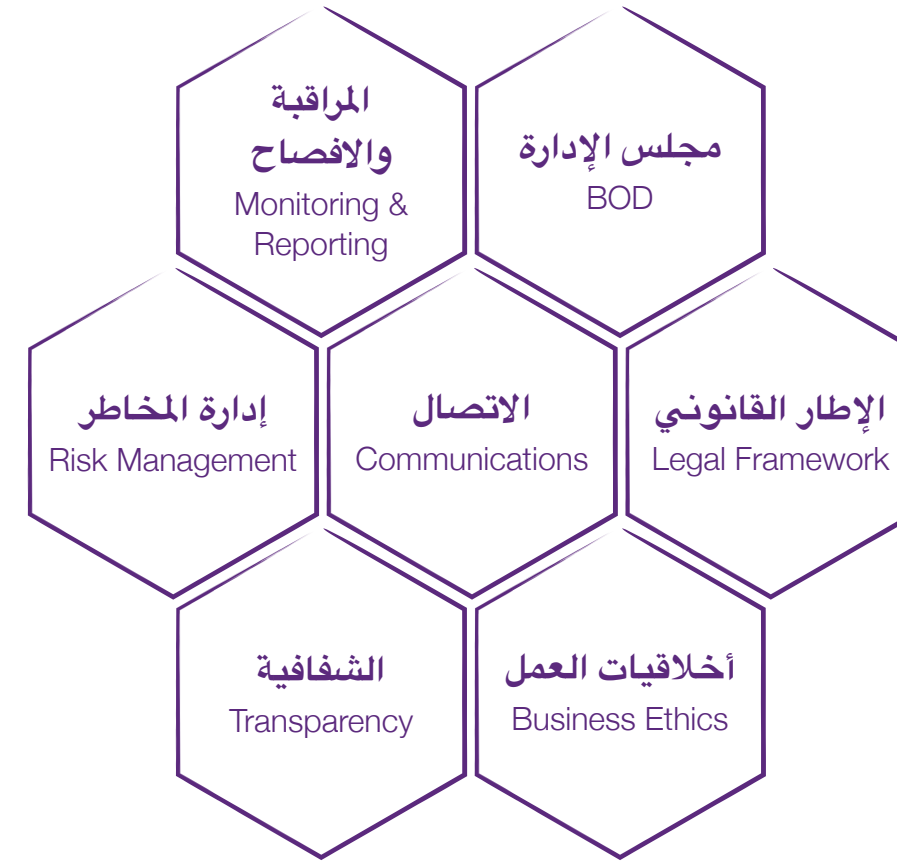 المراقبة
والافصاح
Monitoring &
Reporting
مجلس الإدارة
BOD
إدارة المخاطر
Risk Management
الاتصال
Communications
الإطار القانوني
Legal Framework
الشفافية
Transparency
أخلاقيات العمل
Business Ethics